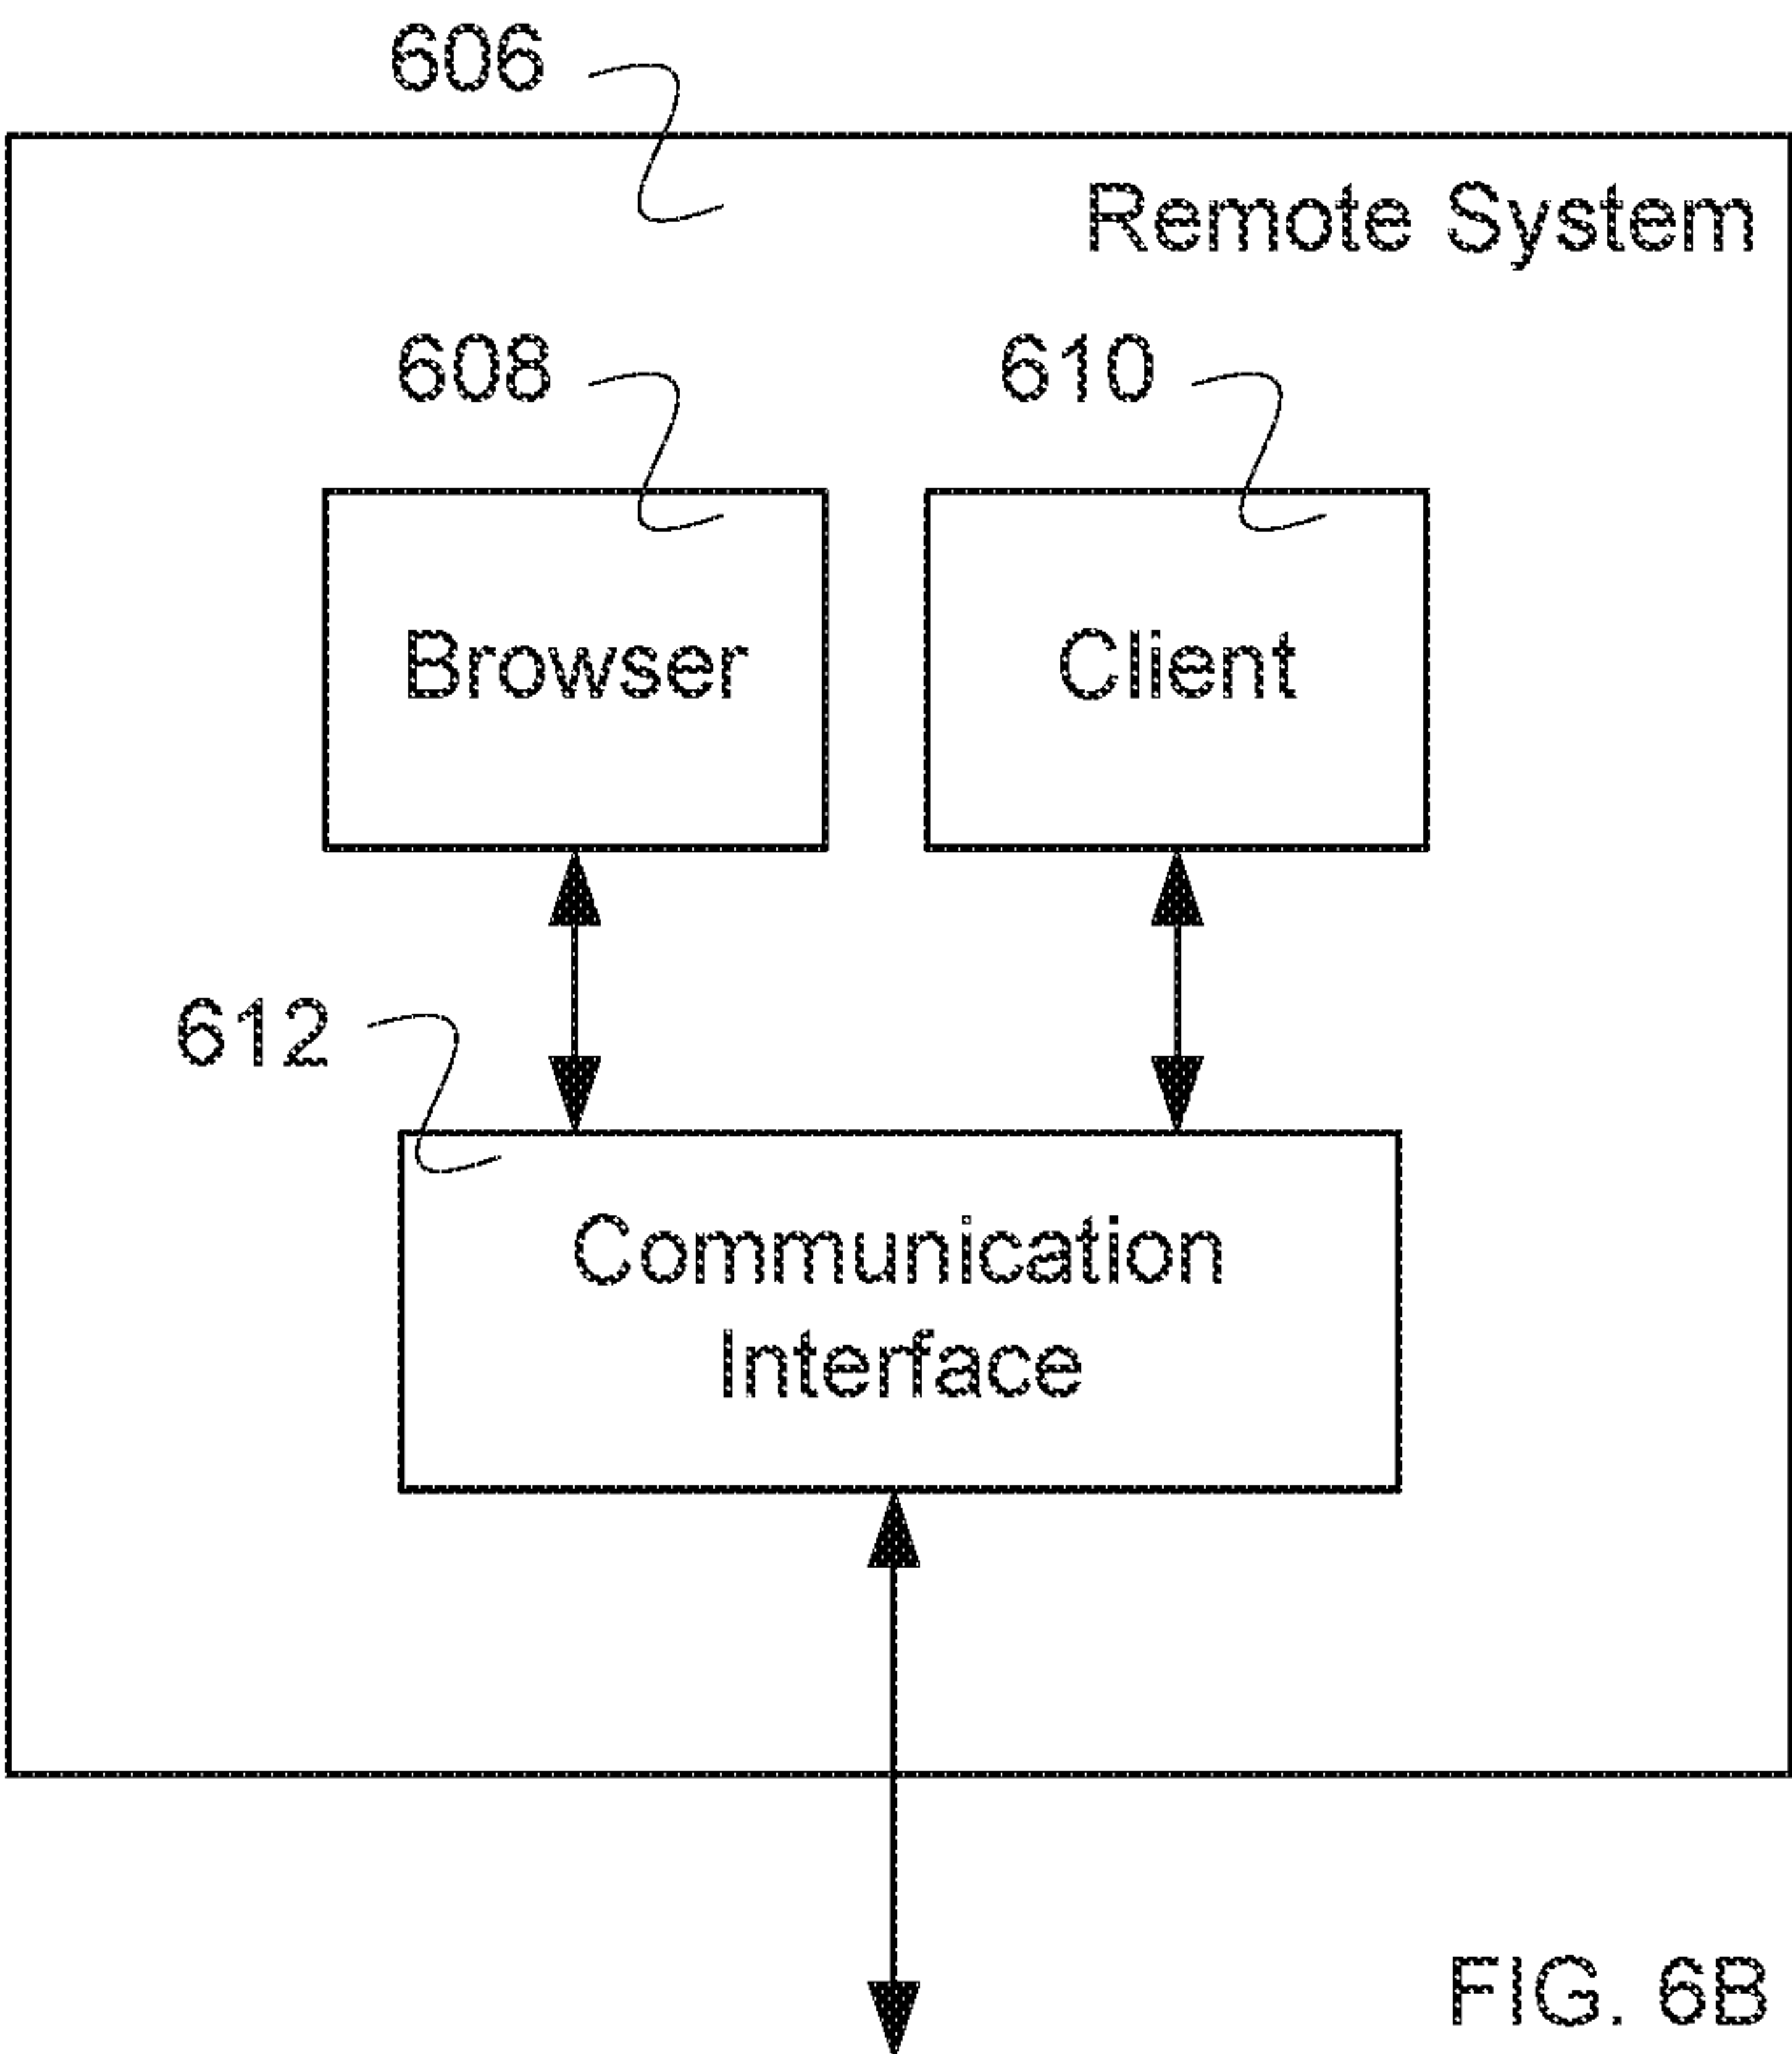 606
Remote System
608
610
Browser
Client
612
Communication
Interface
FIG. 6B